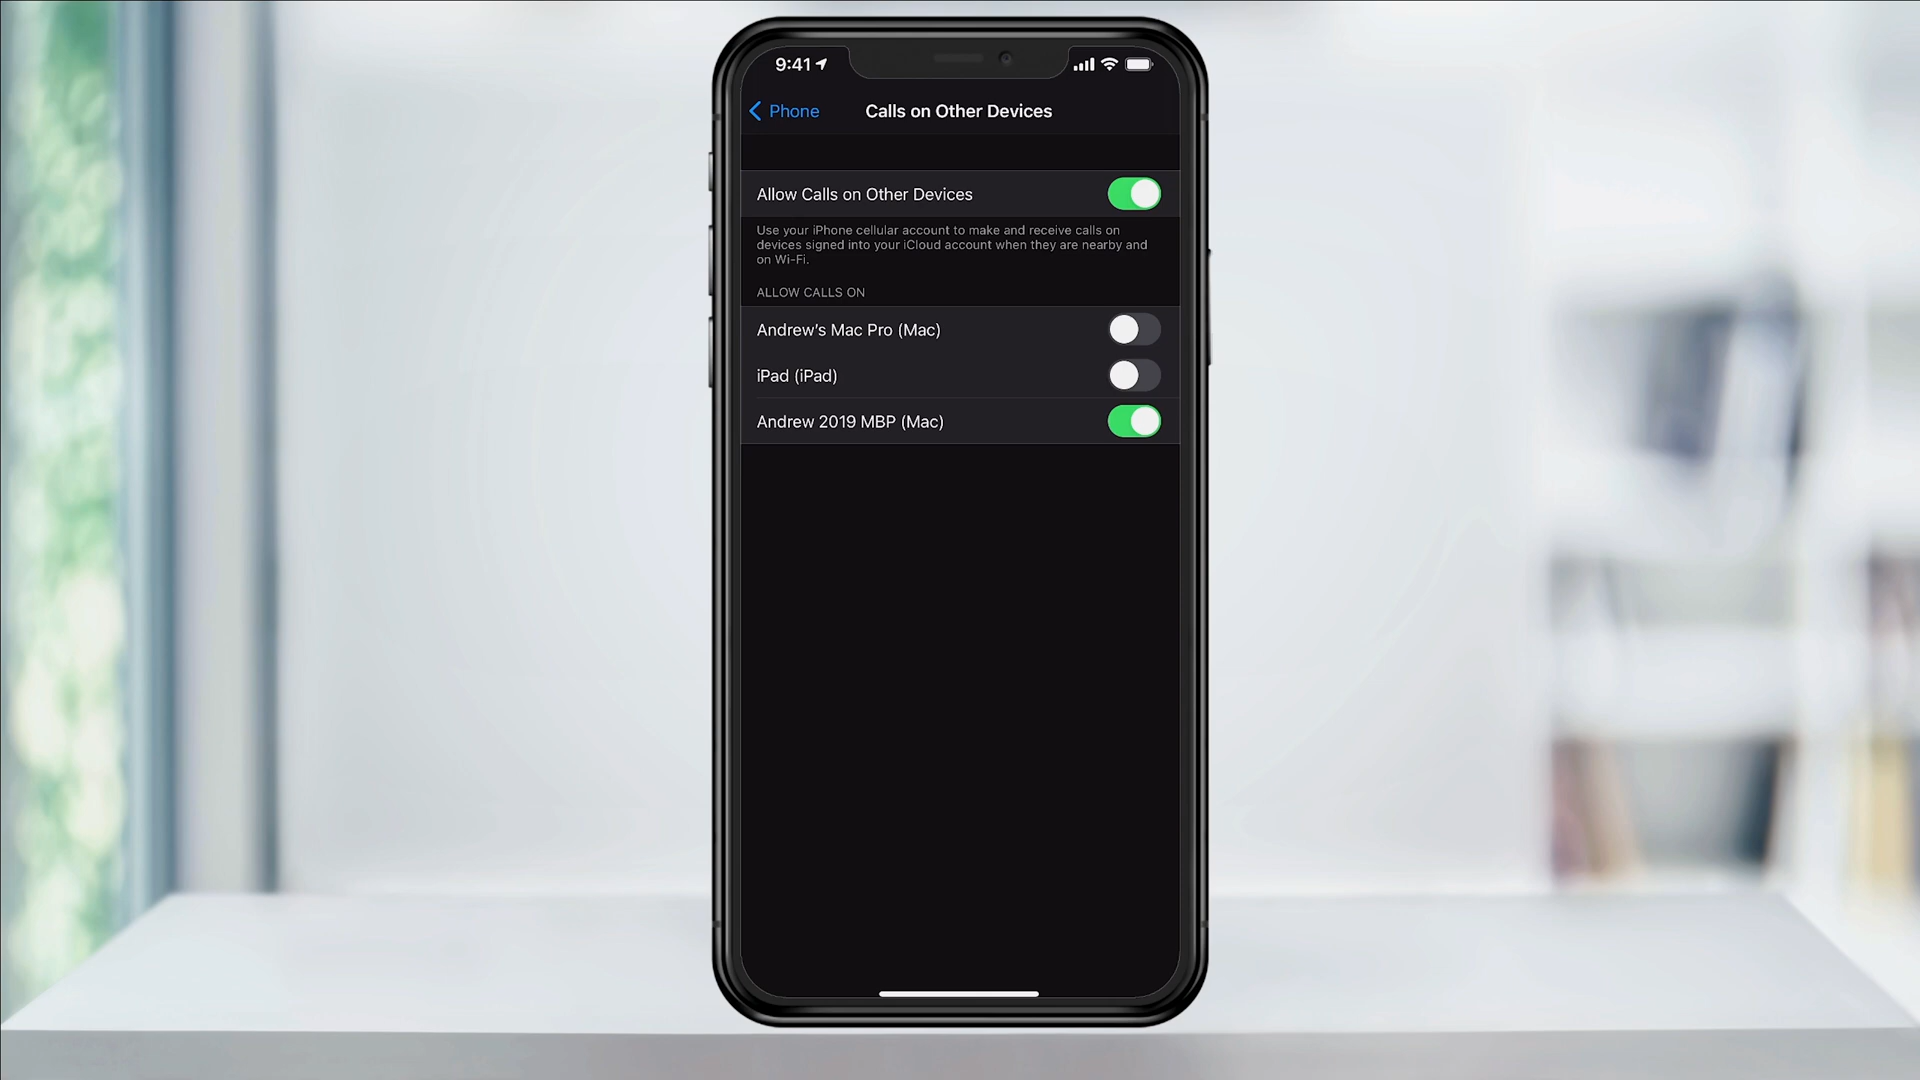 9:41
Phone
Calls on Other Devices
Allow Calls on Other Devices
Use your iPhone cellular account to make and receive calls on
devices signed into your iCloud account when they are nearby and
on Wi-Fi.
ALLOW CALLS ON
Andrew’s Mac Pro (Mac)
iPad (iPad)
Andrew 2019 MBP (Mac)